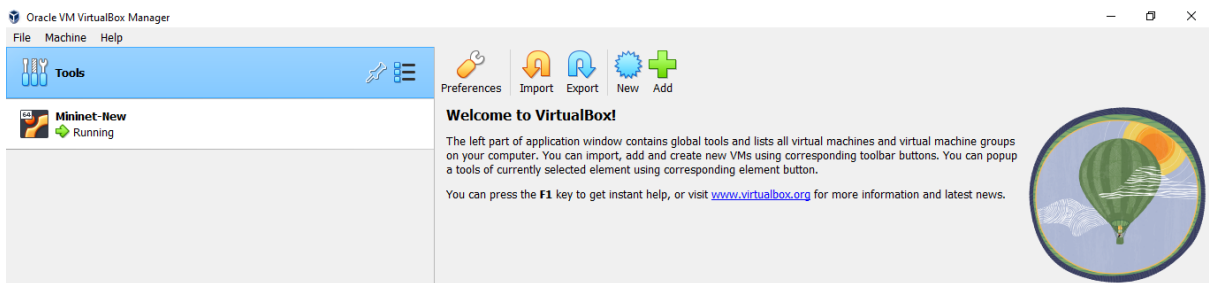 Oracle VM VirtualBox Manager
File Machine Help
Tools
64
Mininet-New
Running
Preferences Import Export New Add
Welcome to VirtualBox!
The left part of application window contains global tools and lists all virtual machines and virtual machine groups
on your computer. You can import, add and create new VMs using corresponding toolbar buttons. You can popup
a tools of currently selected element using corresponding element button.
You can press the F1 key to get instant help, or visit www.virtualbox.org for more information and latest news.